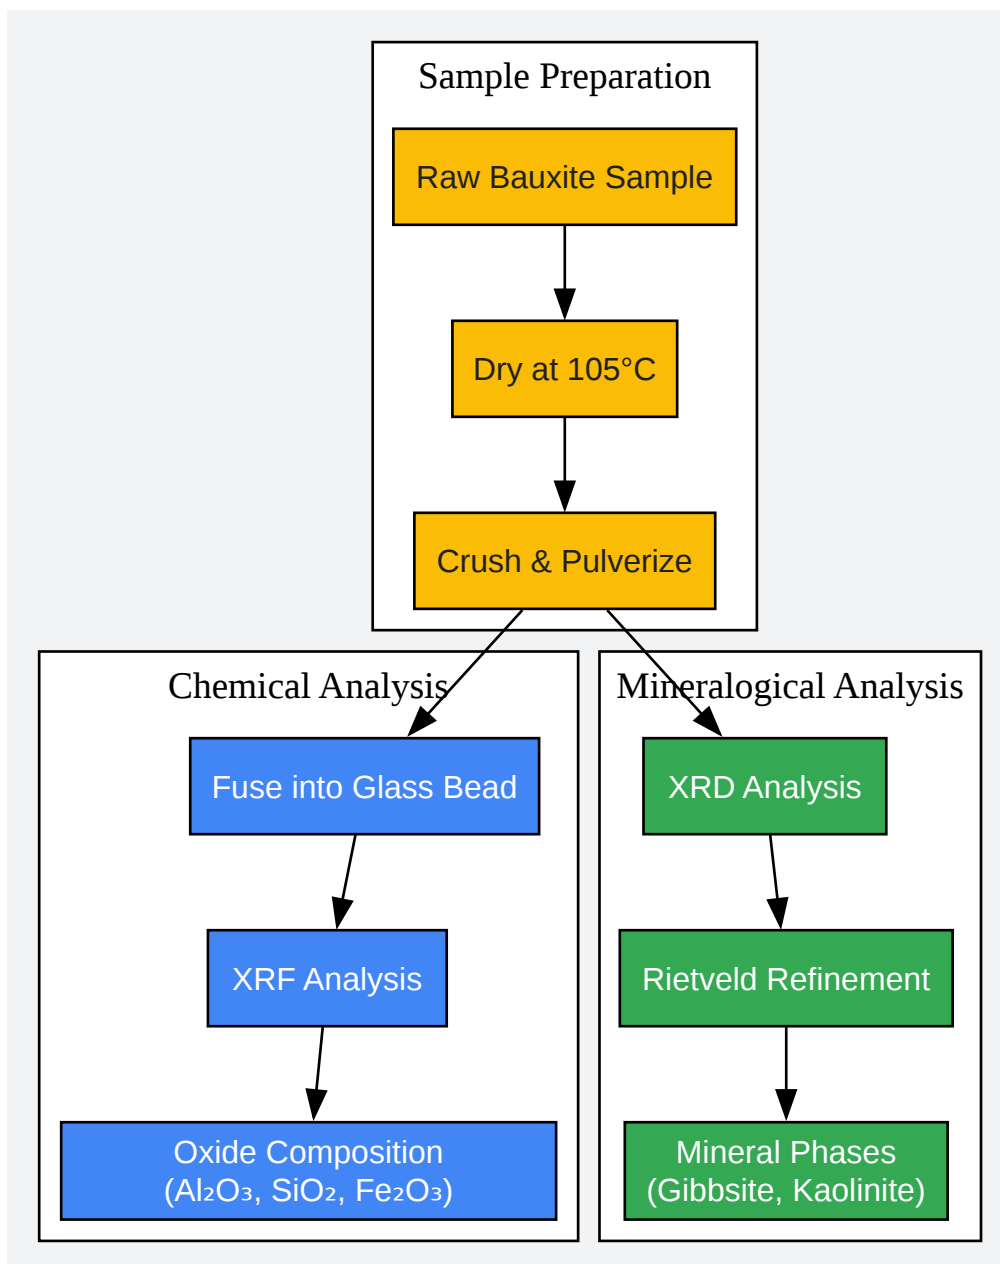 Sample Preparation
Raw Bauxite Sample
Dry at 105°C
Crush & Pulverize
Chemical Analysis
Fuse into Glass Bead
XRF Analysis
Oxide Composition
(Al₂O₃, SiO₂, Fe₂O₃)
Mineralogical Analysis
XRD Analysis
Rietveld Refinement
Mineral Phases
(Gibbsite, Kaolinite)